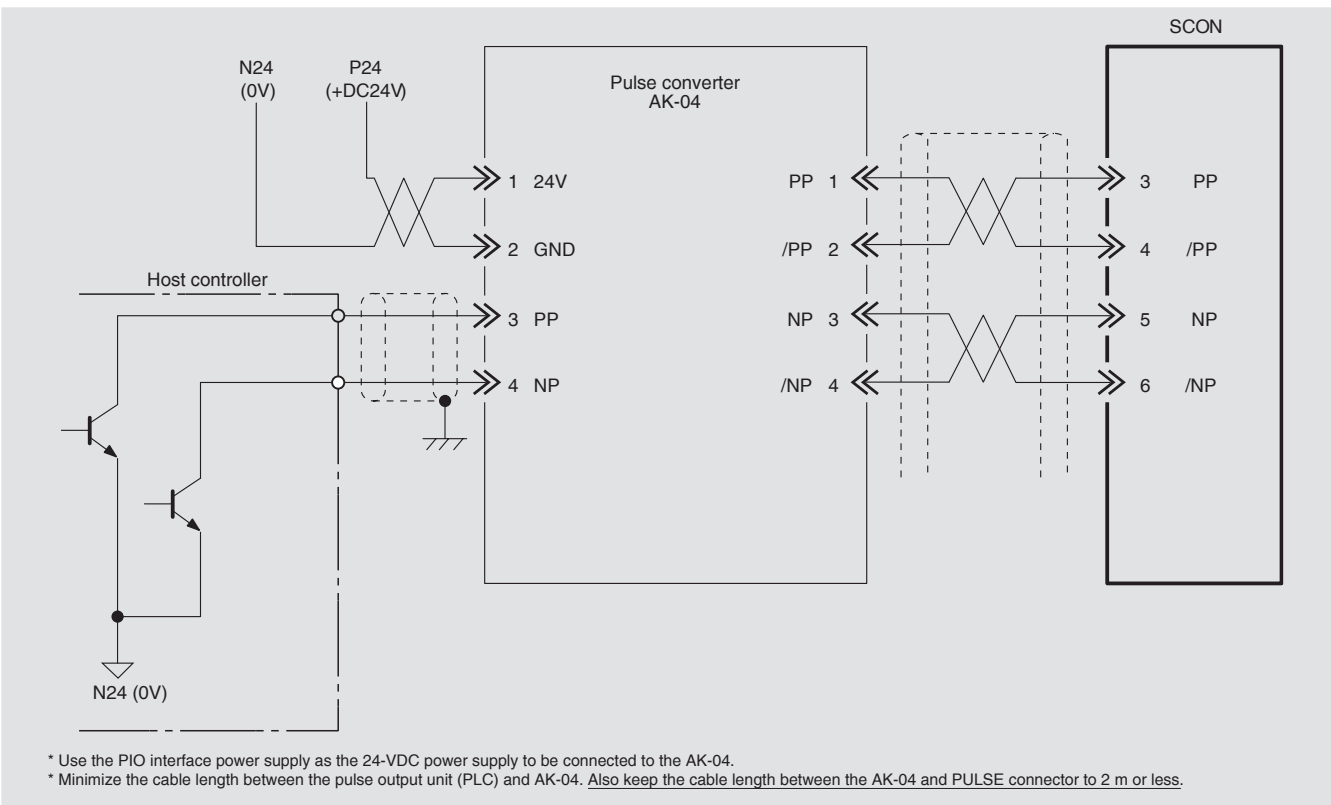 SCON
N24
(0V)
P24
(+DC24V)
Pulse converter
AK-04
1 24V
PP 1
3 PP
2 GND
/PP 2
4 /PP
Host controller
3 PP
NP 3
5 NP
4 NP
/NP 4
6 /NP
N24 (0V)
* Use the PIO interface power supply as the 24-VDC power supply to be connected to the AK-04.
* Minimize the cable length between the pulse output unit (PLC) and AK-04. Also keep the cable length between the AK-04 and PULSE connector to 2 m or less.